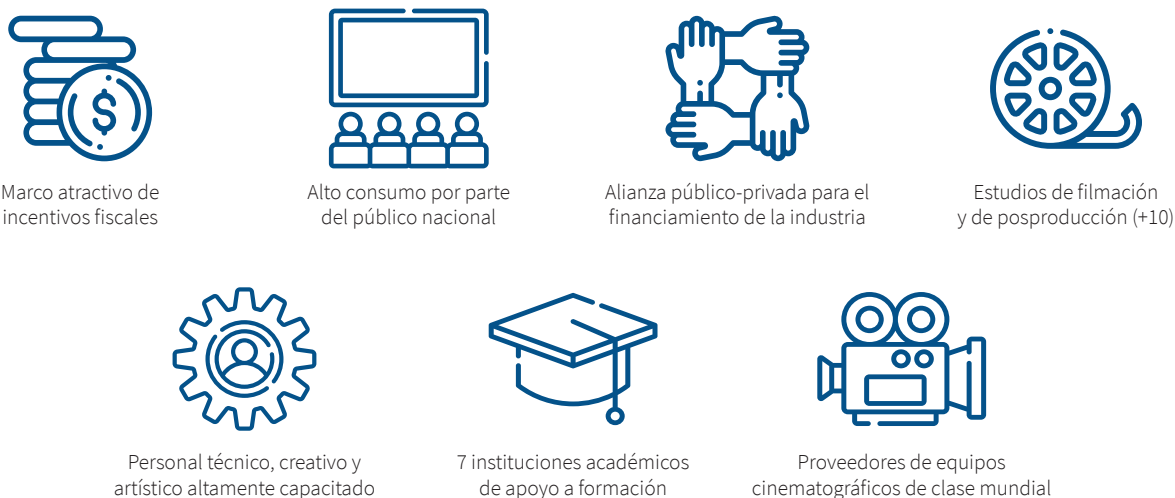 Marco atractivo de
incentivos fiscales
Alto consumo por parte
del público nacional
Alianza público-privada para el
financiamiento de la industria
Estudios de filmación
y de posproducción (+10)
Personal técnico, creativo y
artístico altamente capacitado
7 instituciones académicos
de apoyo a formación
Proveedores de equipos
cinematográficos de clase mundial